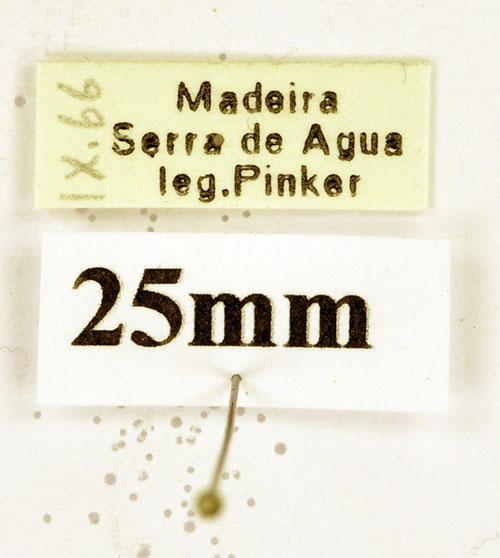 Madeira
Serra de Agua
leg.Pinker
IX.66
25mm